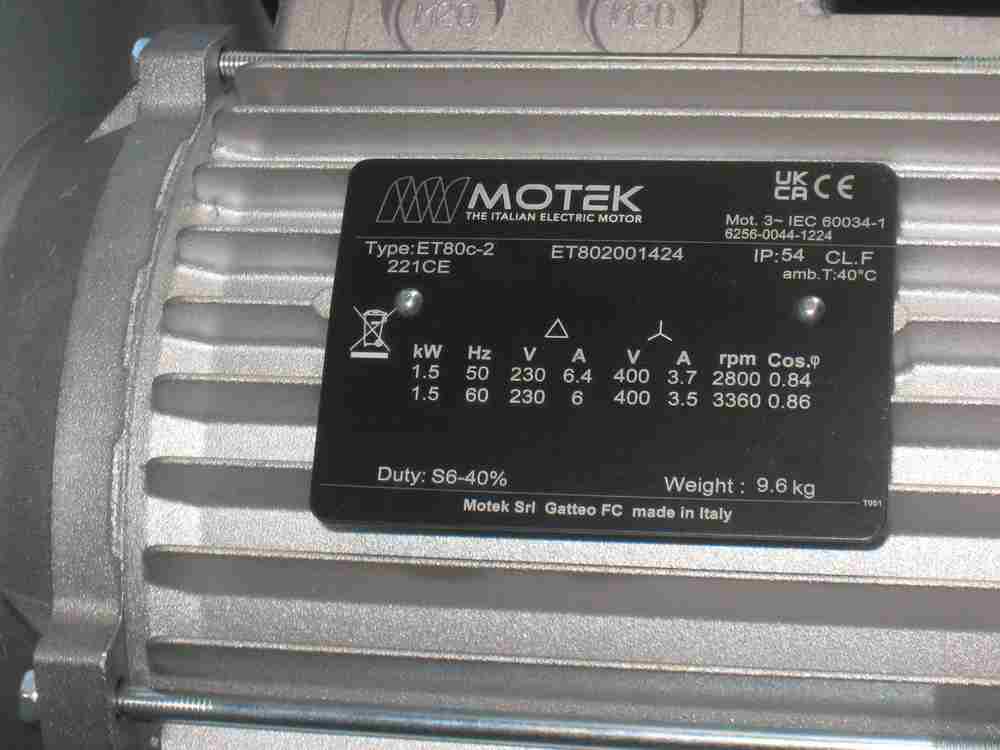 M20 M20
MOTEK
THE ITALIAN ELECTRIC MOTOR
UK
CA CE
Mot. 3~ IEC 60034-1
6256-0044-1224
Type:ET80c-2 ET802001424 IP:54 CL.F
221CE amb.T:40°C
kW Hz V A V A rpm Cos.φ
1.5 50 230 6.4 400 3.7 2800 0.84
1.5 60 230 6 400 3.5 3360 0.86
Duty: S6-40% Weight : 9.6 kg
Motek Srl Gatteo FC made in Italy
T001